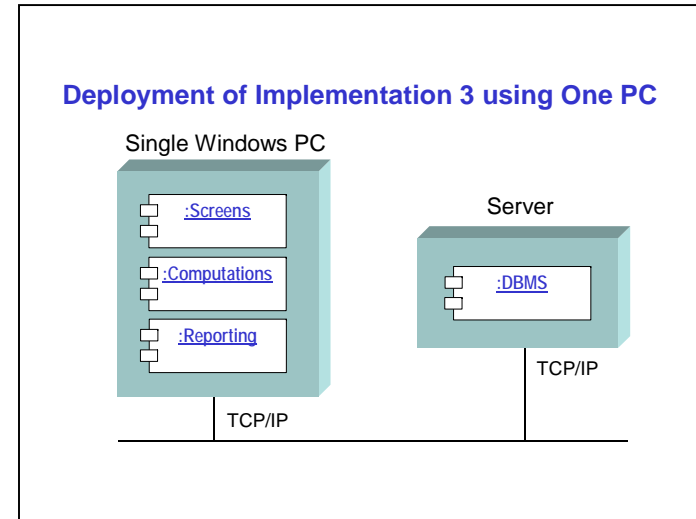 Deployment of Implementation 3 using One PC
Single Windows PC
:Screens
:Computations
:Reporting
TCP/IP
Server
:DBMS
TCP/IP